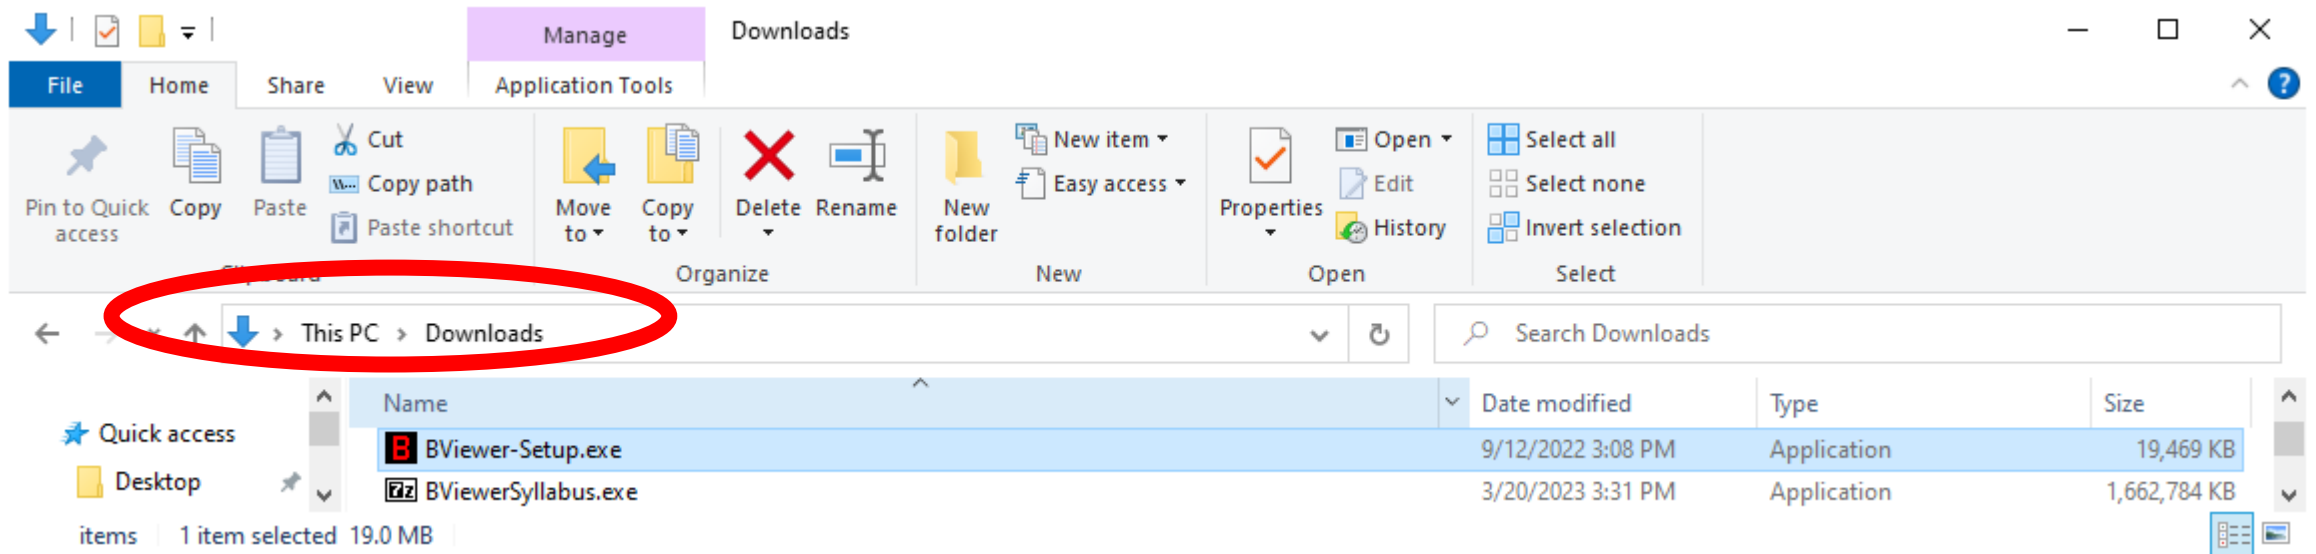 Manage
Downloads
File
Home
Share
View
Application Tools
Pin to Quick access
Copy
Paste
Cut
Copy path
Paste shortcut
Move to
Copy to
Delete
Rename
New folder
New item
Easy access
Properties
Open
Edit
History
Select all
Select none
Invert selection
Organize
New
Open
Select
This PC > Downloads
Search Downloads
Quick access
Desktop
Name
Date modified
Type
Size
BViewer-Setup.exe
9/12/2022 3:08 PM
Application
19,469 KB
BViewerSyllabus.exe
3/20/2023 3:31 PM
Application
1,662,784 KB
items
1 item selected 19.0 MB